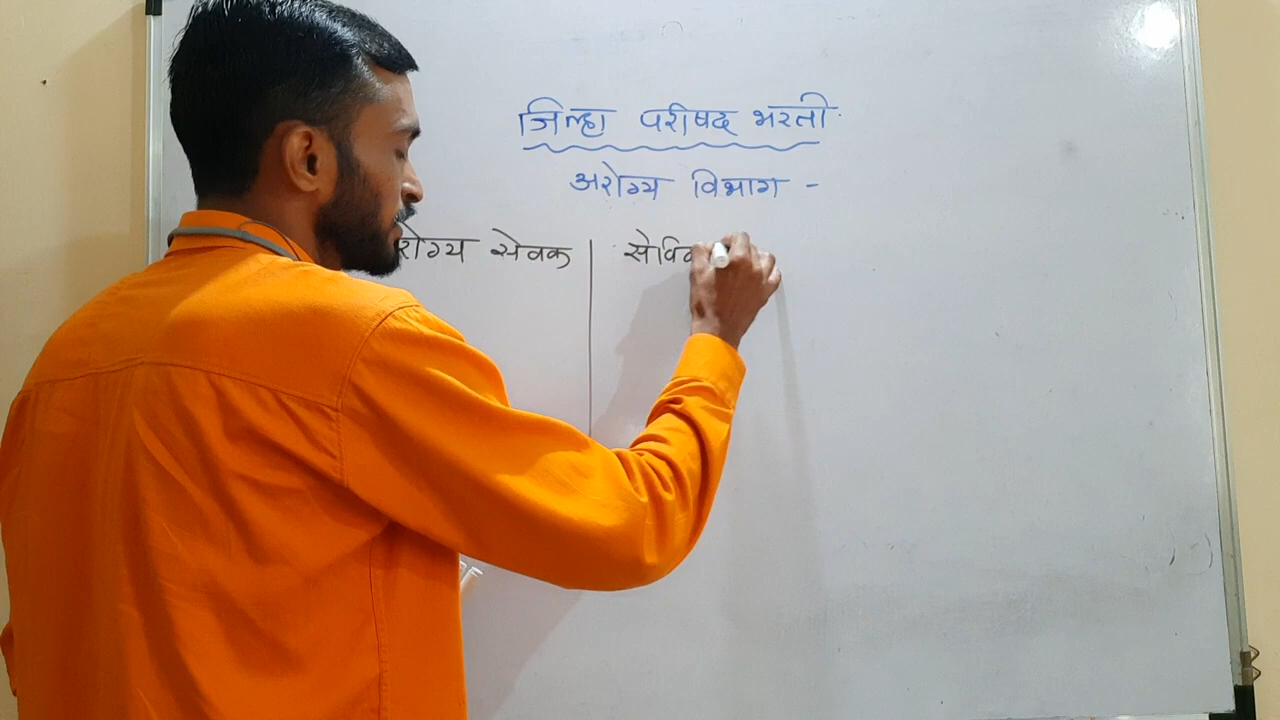 जिल्हा परीषद भरती
अरोग्य विभाग -
रोग्य सेवक | सेवि